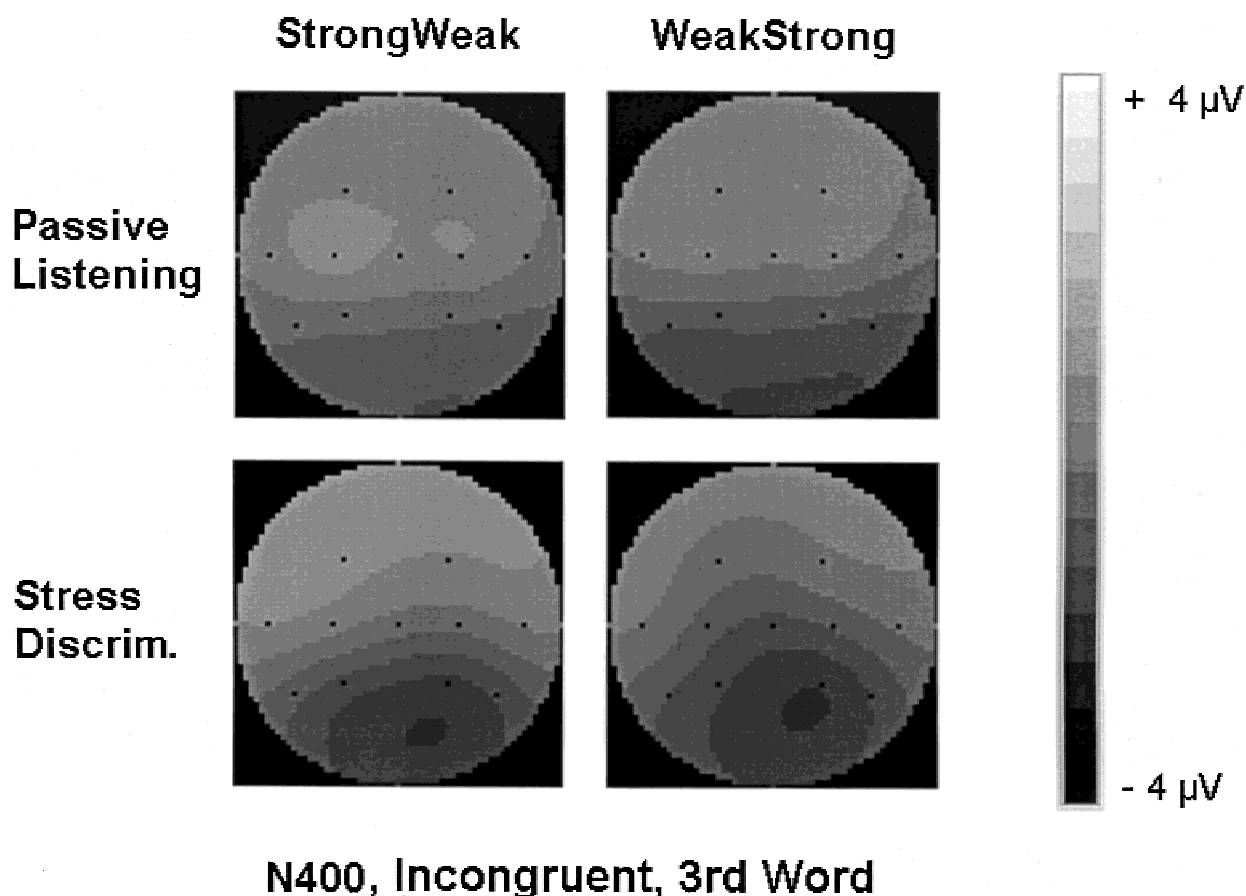 StrongWeak
WeakStrong
+ 4 µV
Passive
Listening
Stress
Discrim.
- 4 µV
N400, Incongruent, 3rd Word